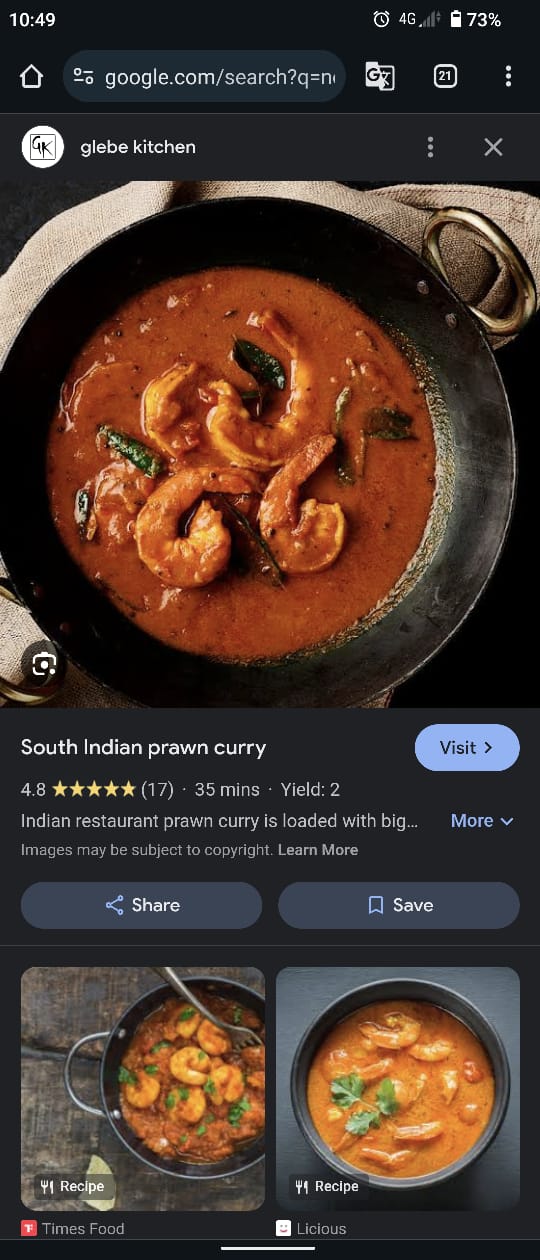 10:49
4G
73%
google.com/search?q=n
21
GK
glebe kitchen
South Indian prawn curry
Visit
4.8 ★★★★★ (17) · 35 mins · Yield: 2
Indian restaurant prawn curry is loaded with big...
More
Images may be subject to copyright. Learn More
Share
Save
Recipe
Recipe
Times Food
Licious